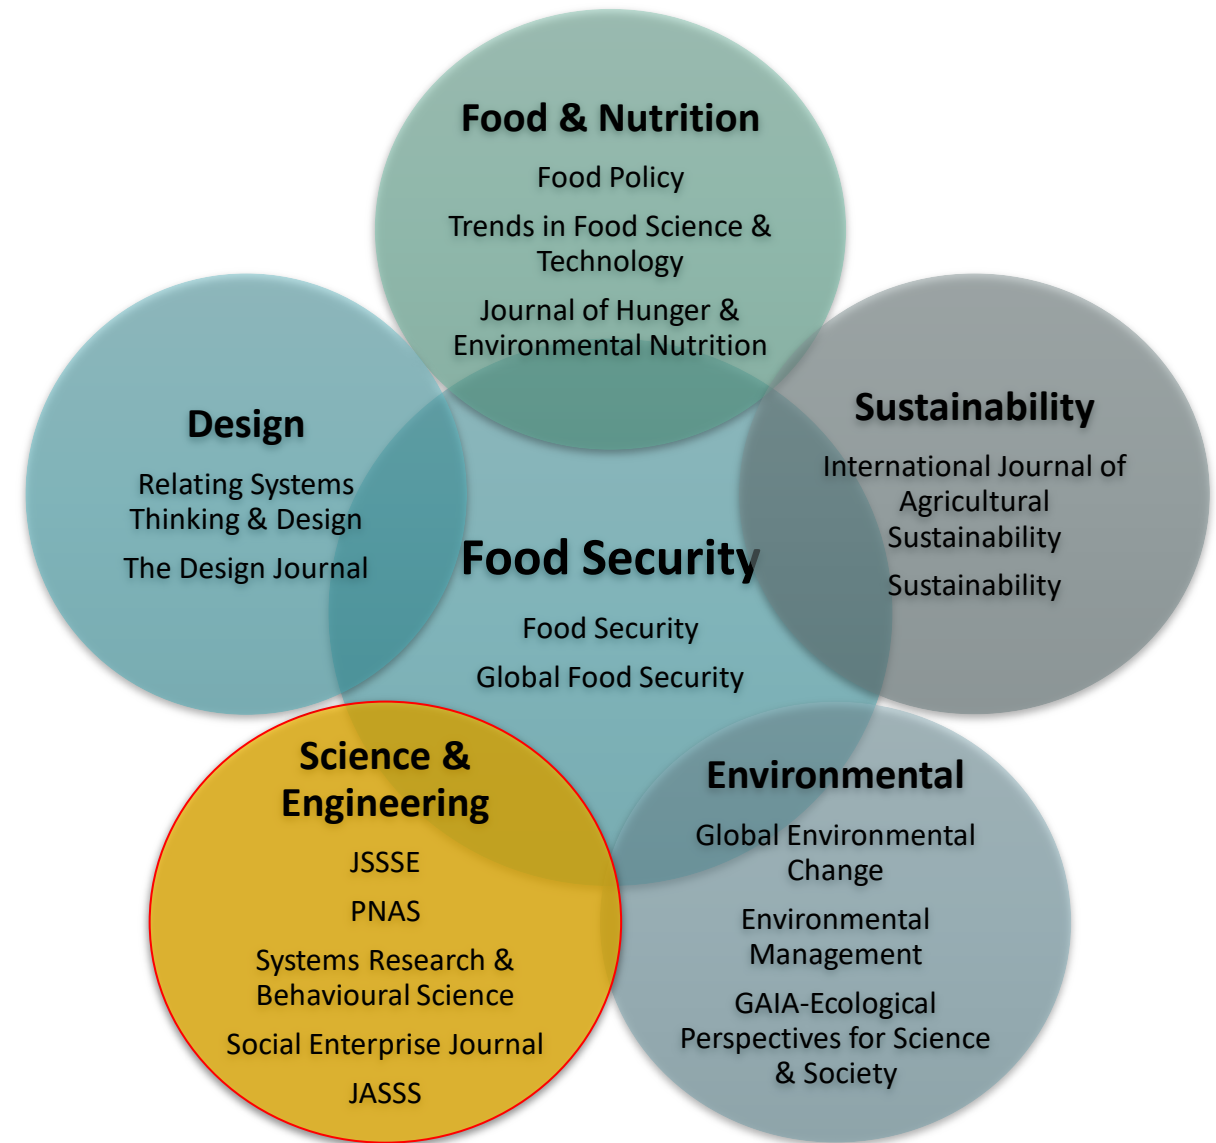 Food & Nutrition
Food Policy
Trends in Food Science &
Technology
Journal of Hunger &
Environmental Nutrition
Design
Relating Systems
Thinking & Design
The Design Journal
Sustainability
International Journal of
Agricultural
Sustainability
Sustainability
Food Security
Food Security
Global Food Security
Science &
Engineering
JSSSE
PNAS
Systems Research &
Behavioural Science
Social Enterprise Journal
JASSS
Environmental
Global Environmental
Change
Environmental
Management
GAIA-Ecological
Perspectives for Science
& Society